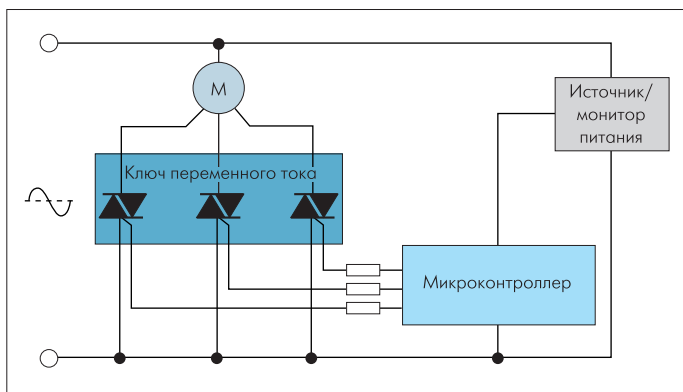 М
Источник/
монитор
питания
Ключ переменного тока
Микроконтроллер